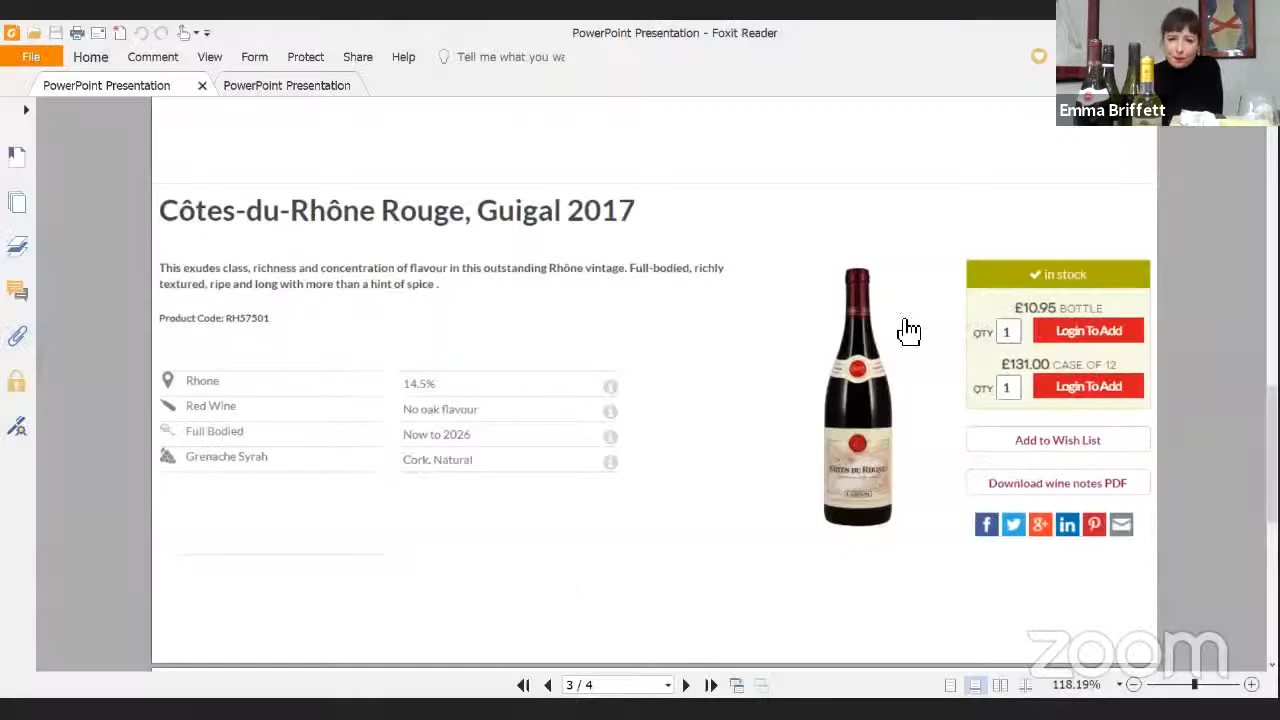 PowerPoint Presentation - Foxit Reader
File Home Comment View Form Protect Share Help Tell me what you wa
PowerPoint Presentation PowerPoint Presentation
Emma Briffett
Côtes-du-Rhône Rouge, Guigal 2017
This exudes class, richness and concentration of flavour in this outstanding Rhône vintage. Full-bodied, richly
textured, ripe and long with more than a hint of spice .
Product Code: RH57501
Rhone
Red Wine
Full Bodied
Grenache Syrah
14.5%
No oak flavour
Now to 2026
Cork, Natural
2017
CÔTES DU RHÔNE
E. GUIGAL
in stock
£10.95 BOTTLE
QTY 1 Login To Add
£131.00 CASE OF 12
QTY 1 Login To Add
Add to Wish List
Download wine notes PDF
zoom
3 / 4
118.19%